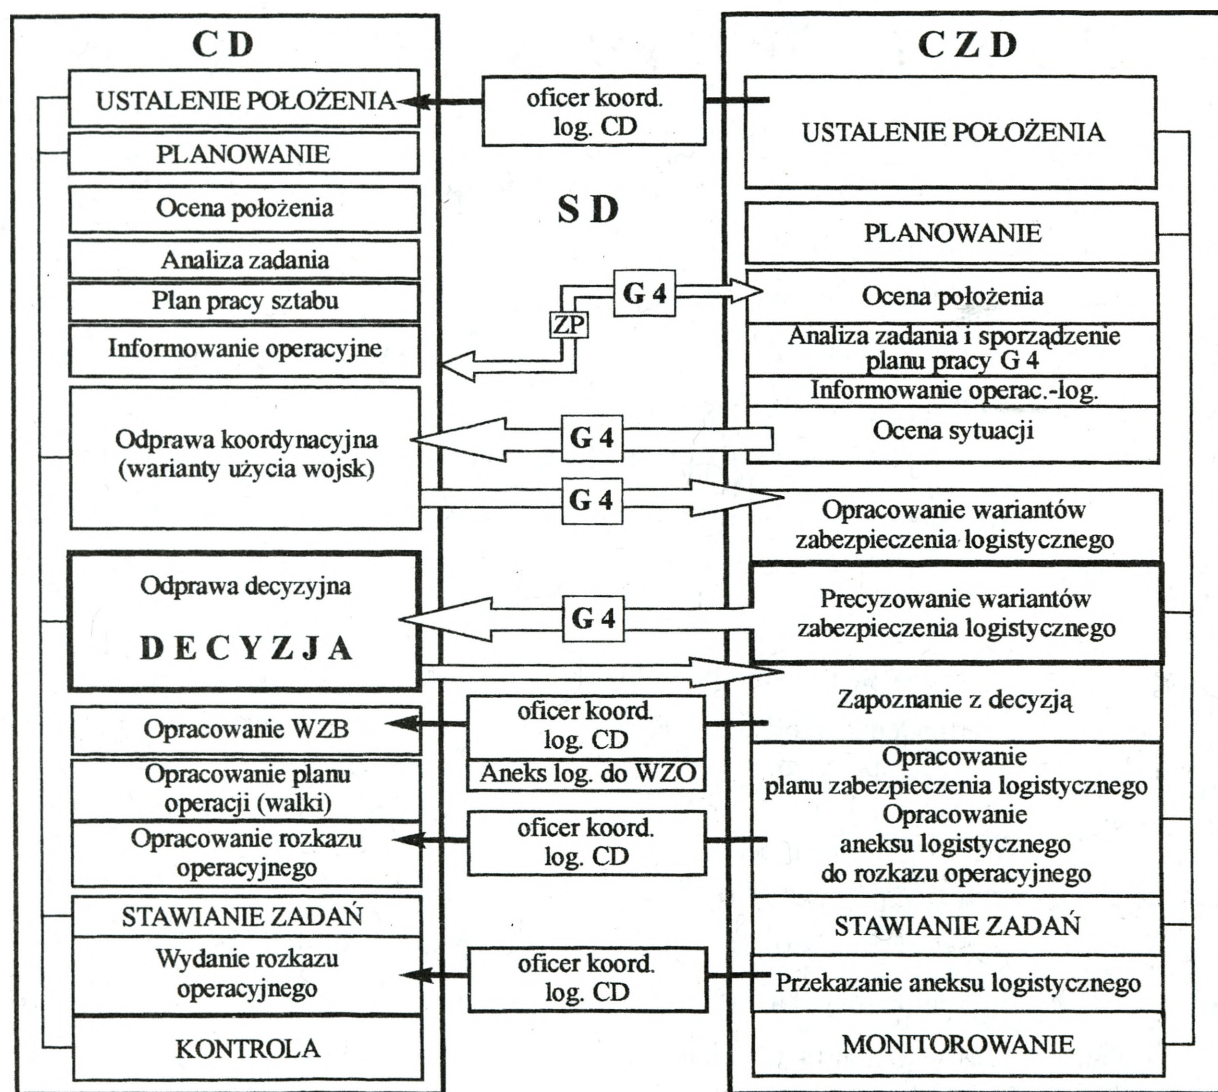 C D
USTALENIE POŁOŻENIA
PLANOWANIE
Ocena położenia
Analiza zadania
Plan pracy sztabu
Informowanie operacyjne
Odprawa koordynacyjna
(warianty użycia wojsk)
Odprawa decyzyjna
D E C Y Z J A
Opracowanie WZB
Opracowanie planu
operacji (walki)
Opracowanie rozkazu
operacyjnego
STAWIANIE ZADAŃ
Wydanie rozkazu
operacyjnego
KONTROLA
oficer koord.
log. CD
S D
G 4
ZP
G 4
G 4
G 4
oficer koord.
log. CD
Aneks log. do WZO
oficer koord.
log. CD
oficer koord.
log. CD
C Z D
USTALENIE POŁOŻENIA
PLANOWANIE
Ocena położenia
Analiza zadania i sporządzenie
planu pracy G 4
Informowanie operac.-log.
Ocena sytuacji
Opracowanie wariantów
zabezpieczenia logistycznego
Precyzowanie wariantów
zabezpieczenia logistycznego
Zapoznanie z decyzją
Opracowanie
planu zabezpieczenia logistycznego
Opracowanie
aneksu logistycznego
do rozkazu operacyjnego
STAWIANIE ZADAŃ
Przekazanie aneksu logistycznego
MONITOROWANIE